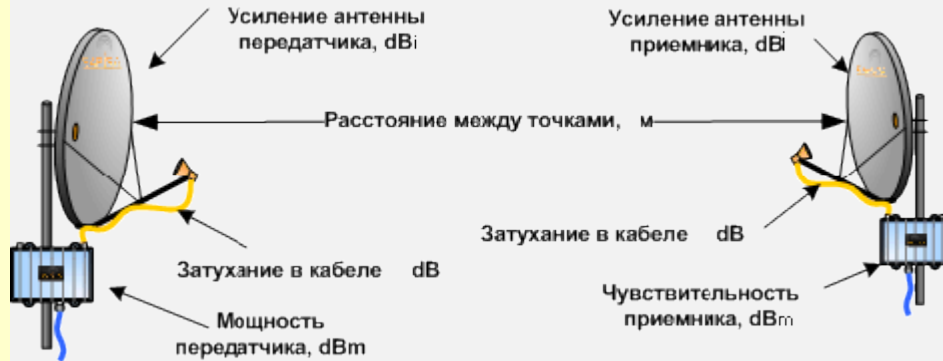 Усиление антенны
передатчика, dBi
Усиление антенны
приемника, dBi
Расстояние между точками, м
Затухание в кабеле dB
Затухание в кабеле dB
Мощность
передатчика, dBm
Чувствительность
приемника, dBm